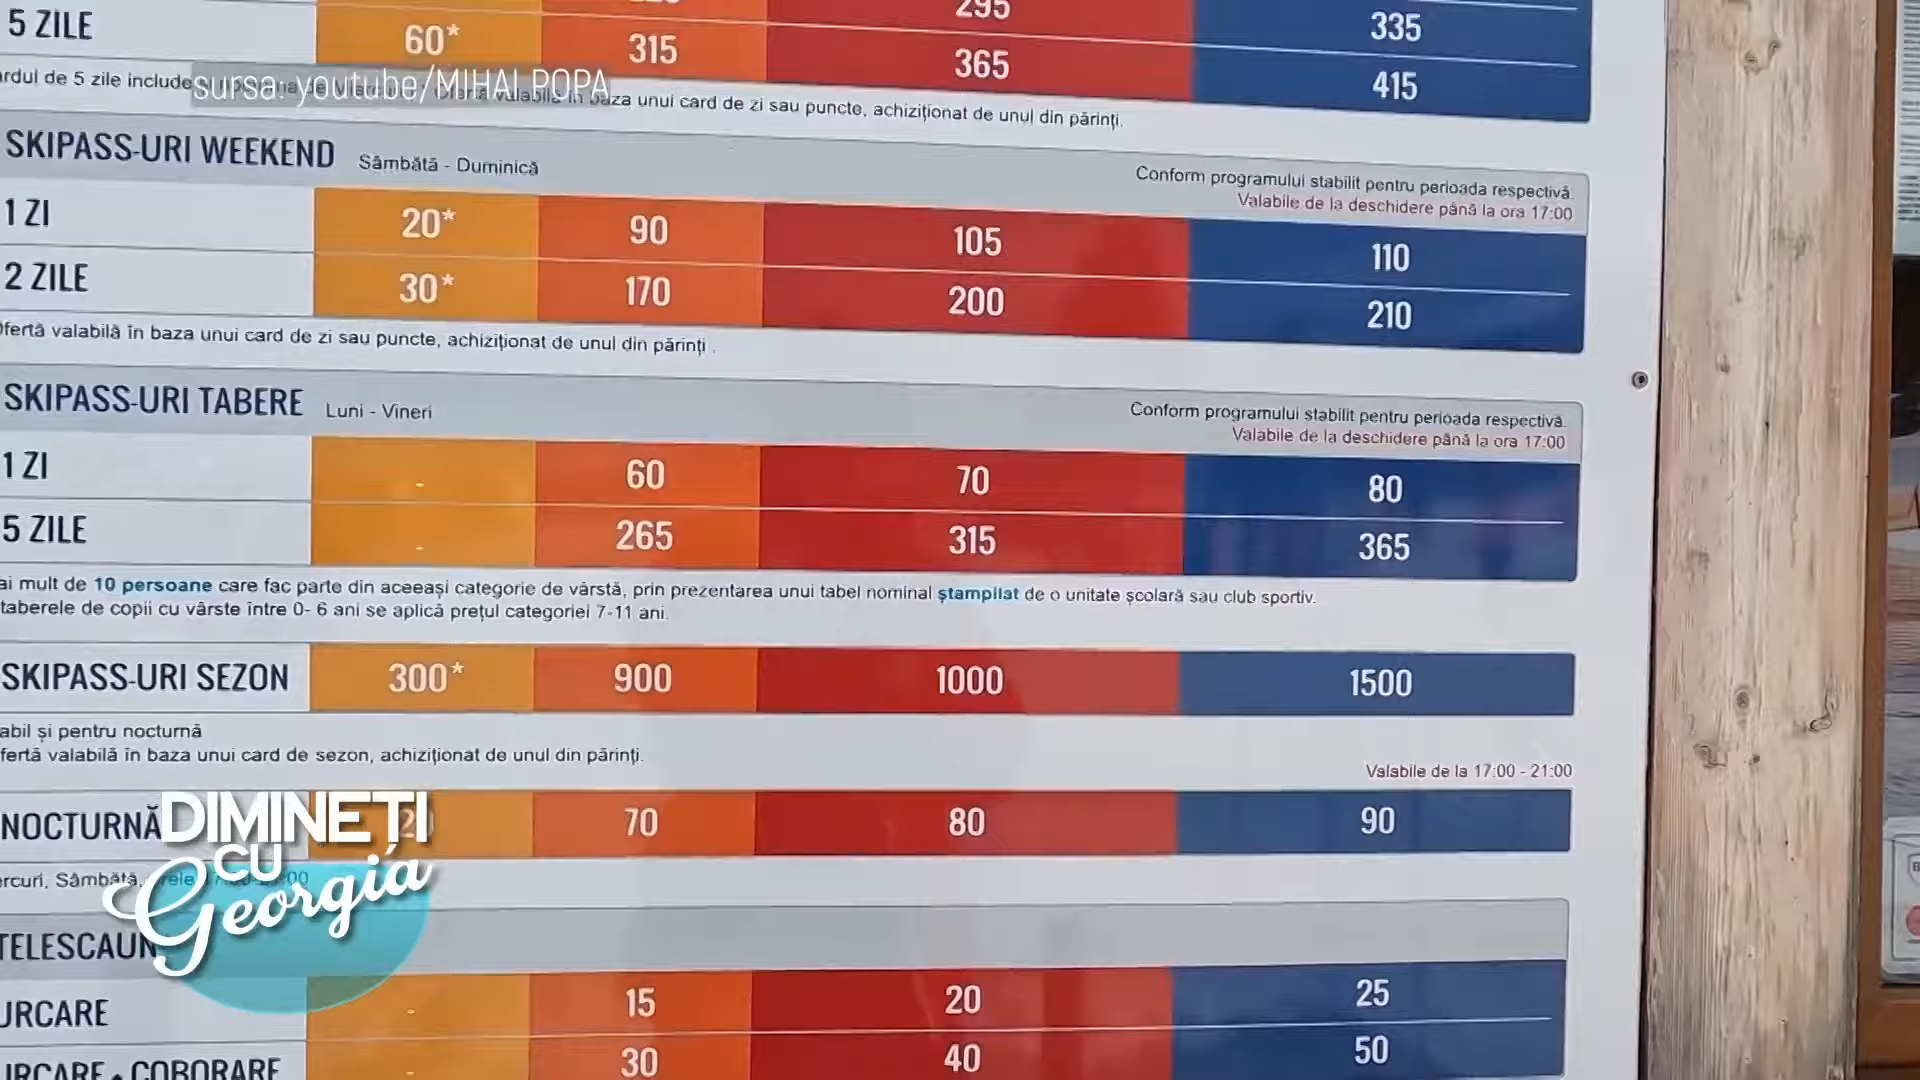 295 335
5 ZILE 60* 315 365 415
sursa: youtube/MIHAI POPA
rdul de 5 zile include valabilă în baza unui card de zi sau puncte, achiziționat de unul din părinți.
SKIPASS-URI WEEKEND Sâmbătă - Duminică Conform programului stabilit pentru perioada respectivă.
Valabile de la deschidere până la ora 17:00
1 ZI 20* 90 105 110
2 ZILE 30* 170 200 210
fertă valabilă în baza unui card de zi sau puncte, achiziționat de unul din părinți .
SKIPASS-URI TABERE Luni - Vineri Conform programului stabilit pentru perioada respectivă.
Valabile de la deschidere până la ora 17:00
1 ZI - 60 70 80
5 ZILE - 265 315 365
ai mult de 10 persoane care fac parte din aceeași categorie de vârstă, prin prezentarea unui tabel nominal ștampilat de o unitate școlară sau club sportiv.
taberele de copii cu vârste între 0- 6 ani se aplică prețul categoriei 7-11 ani.
SKIPASS-URI SEZON 300* 900 1000 1500
abil și pentru nocturnă
fertă valabilă în baza unui card de sezon, achiziționat de unul din părinți.
Valabile de la 17:00 - 21:00
NOCTURNĂ 70 80 90
DIMINEȚI
CU
Georgia
ercuri, Sâmbătă,
TELESCAUN
URCARE - 15 20 25
URCARE + COBORARE - 30 40 50